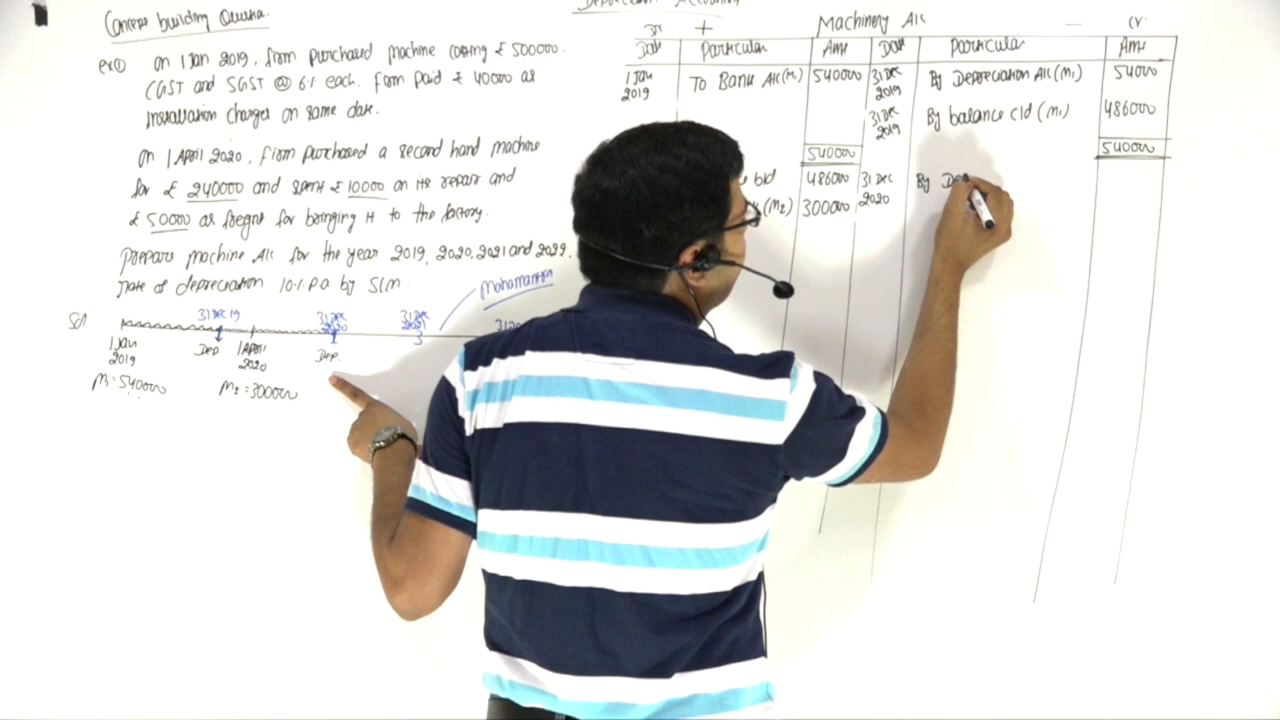 Concept building Question.
ex① on 1 Jan 2019, firm purchased machine costing ₹ 500000.
CGST and SGST @ 6% each. firm paid ₹ 40000 as
installation charges on same date.
on 1 April 2020, firm purchased a second hand machine
for ₹ 240000 and spent ₹ 10000 on its repair and
₹ 50000 as freight for bringing it to the factory.
prepare machine A/c for the year 2019, 2020, 2021 and 2022.
rate of depreciation 10% p.a by SLM.
mahamantra
Sol
31 Dec 19
31 Dec 2020
31 Dec 2021
1 Jan 2019
Dep
1 April 2020
Dep.
M1 = 540000
M2 = 300000
Depreciation Accounting
Dr + Machinery A/c — Cr
Date Particular Amt Date Particular Amt
1 Jan 2019 To Bank A/c (M1) 540000 31 Dec 2019 By Depreciation A/c (M1) 54000
31 Dec 2019 By balance c/d (M1) 486000
540000 540000
b/d 486000 31 Dec 2020 By De
(M2) 300000